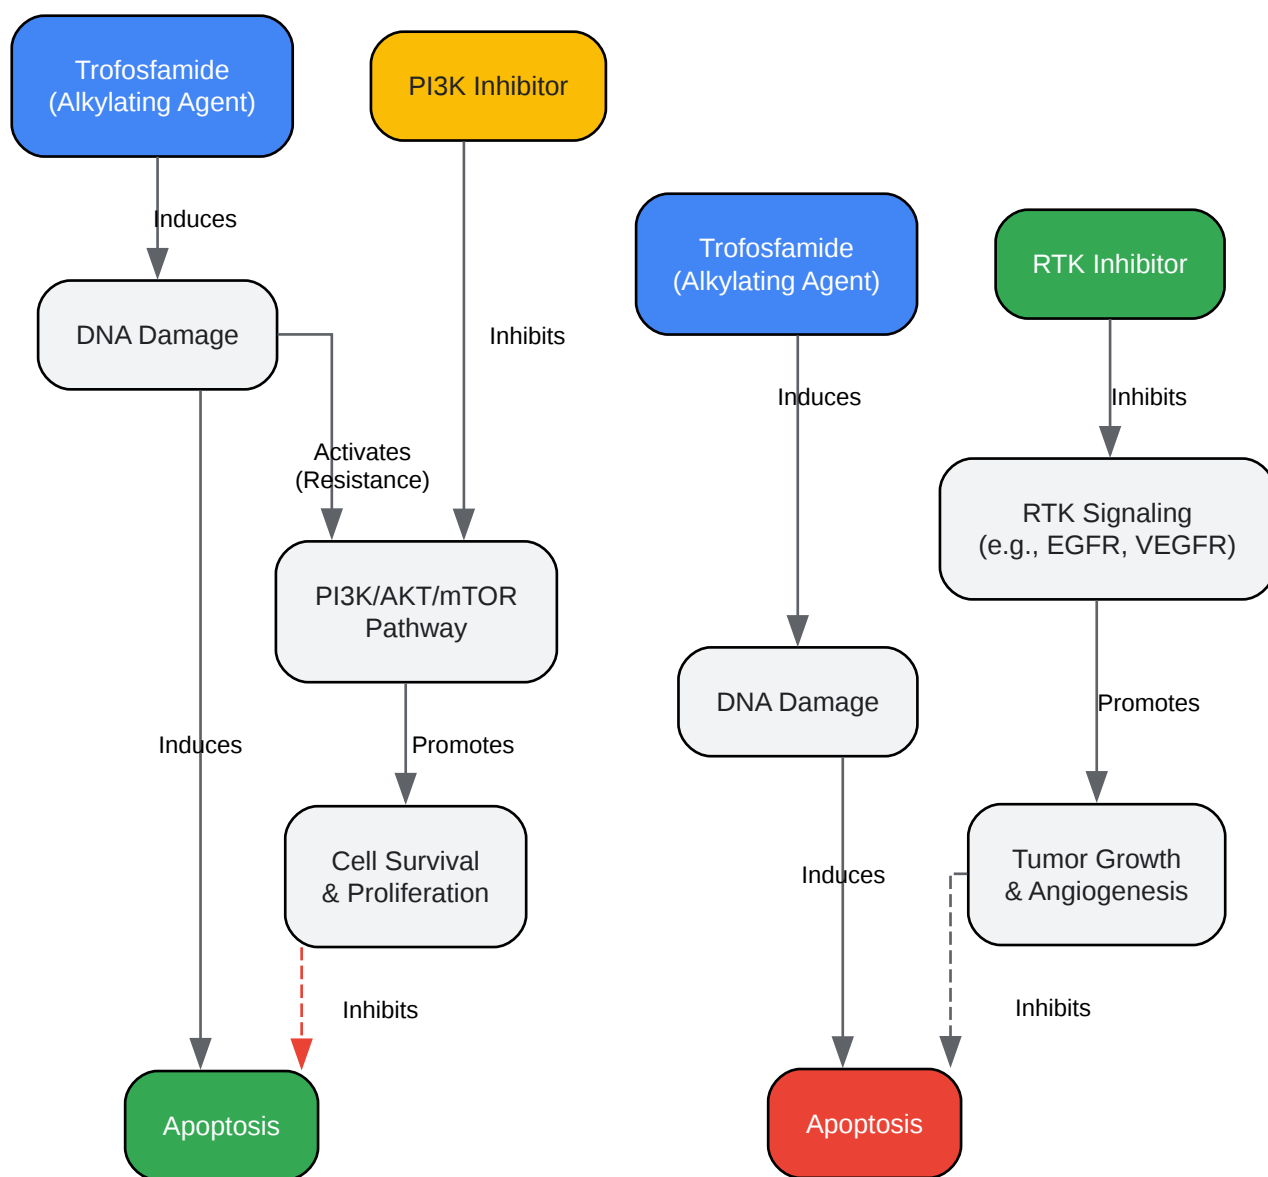 Trofosfamide
(Alkylating Agent)
PI3K Inhibitor
Induces
DNA Damage
Inhibits
Activates
(Resistance)
PI3K/AKT/mTOR
Pathway
Induces
Promotes
Cell Survival
& Proliferation
Inhibits
Apoptosis
Trofosfamide
(Alkylating Agent)
RTK Inhibitor
Induces
Inhibits
RTK Signaling
(e.g., EGFR, VEGFR)
DNA Damage
Promotes
Induces
Tumor Growth
& Angiogenesis
Inhibits
Apoptosis